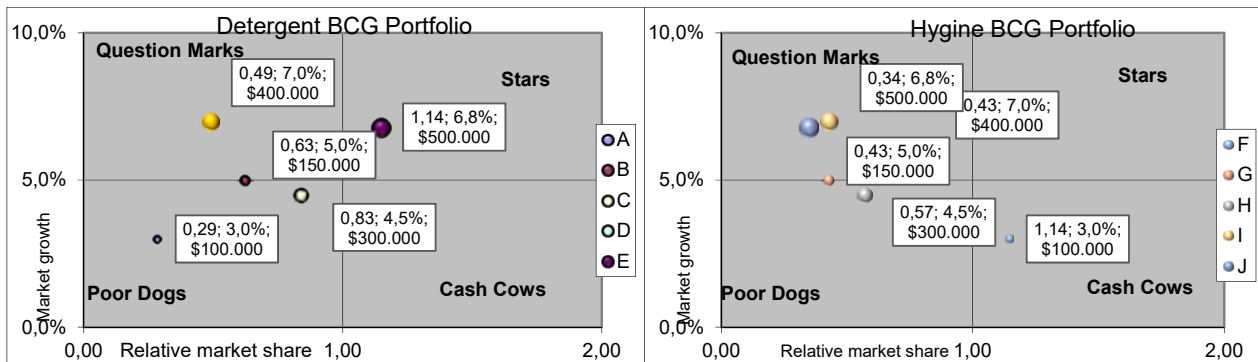 Detergent BCG Portfolio
10,0%
Question Marks
0,49; 7,0%;
$400.000
Stars
1,14; 6,8%;
$500.000
0,63; 5,0%;
$150.000
5,0%
0,83; 4,5%;
$300.000
0,29; 3,0%;
$100.000
Market growth
Poor Dogs
Cash Cows
0,0%
0,00
Relative market share
1,00
2,00
A
B
C
D
E
Hygine BCG Portfolio
10,0%
Question Marks
0,34; 6,8%;
$500.000
Stars
0,43; 7,0%;
$400.000
0,43; 5,0%;
$150.000
5,0%
0,57; 4,5%;
$300.000
1,14; 3,0%;
$100.000
Market growth
Poor Dogs
Cash Cows
0,0%
0,00
Relative market share
1,00
2,00
F
G
H
I
J